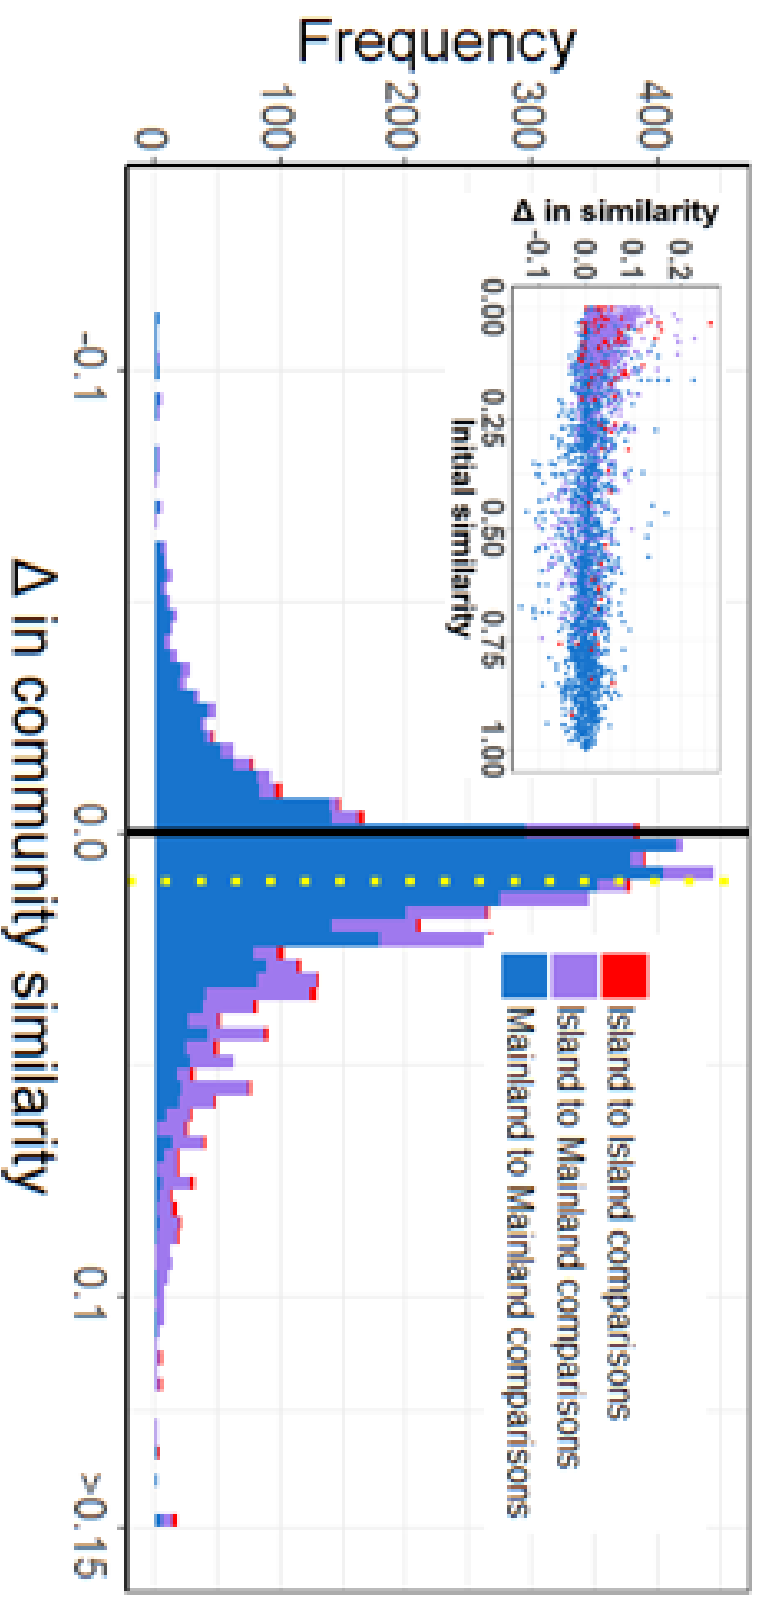 Frequency
400
300
200
100
0
-0.1
0.0
0.1
>0.15
Δ in community similarity
Δ in similarity
0.2
0.1
0.0
-0.1
0.00
0.25
0.50
0.75
1.00
Initial similarity
Island to Island comparisons
Island to Mainland comparisons
Mainland to Mainland comparisons